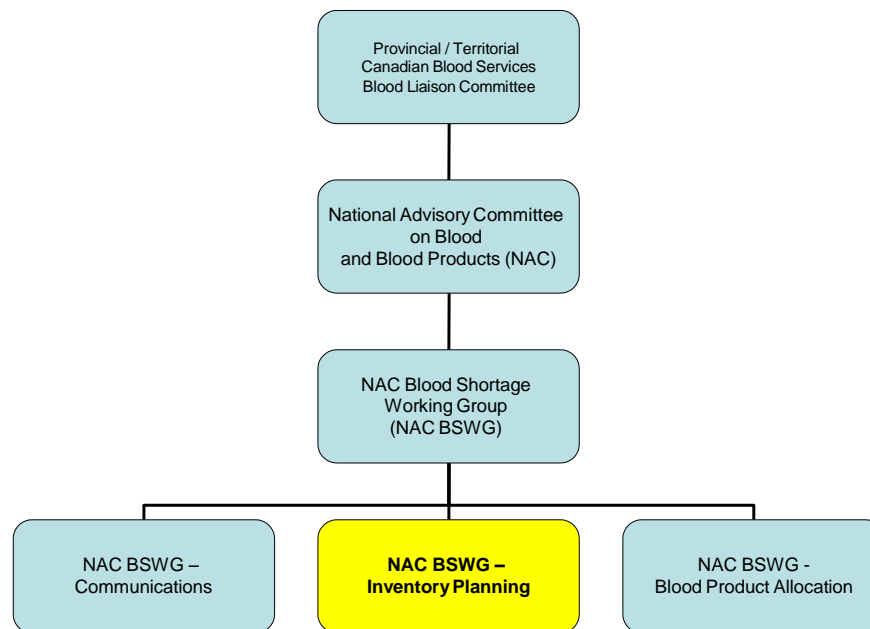 Provincial / Territorial
Canadian Blood Services
Blood Liaison Committee
National Advisory Committee
on Blood
and Blood Products (NAC)
NAC Blood Shortage
Working Group
(NAC BSWG)
NAC BSWG –
Communications
NAC BSWG –
Inventory Planning
NAC BSWG -
Blood Product Allocation